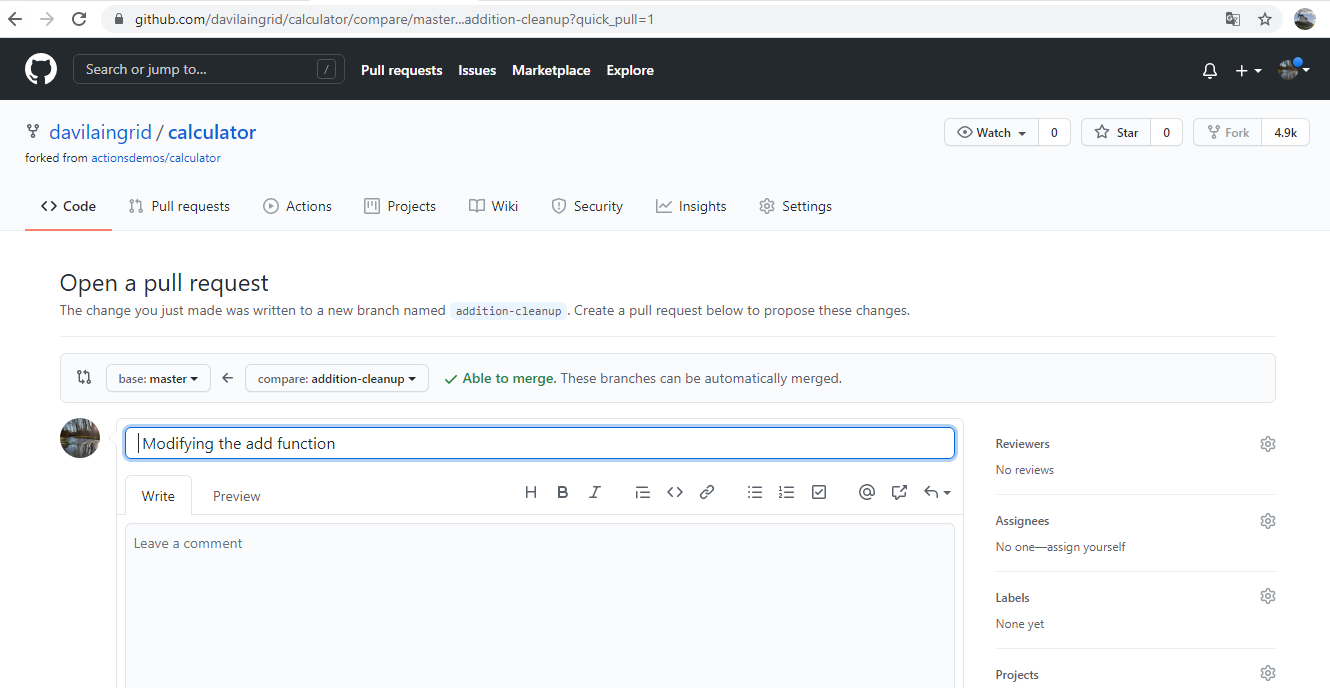 github.com/davilaingrid/calculator/compare/master...addition-cleanup?quick_pull=1
Search or jump to... /
Pull requests Issues Marketplace Explore
davilaingrid / calculator
Watch 0 Star 0 Fork 4.9k
forked from actionsdemos/calculator
Code Pull requests Actions Projects Wiki Security Insights Settings
Open a pull request
The change you just made was written to a new branch named addition-cleanup. Create a pull request below to propose these changes.
base: master compare: addition-cleanup Able to merge. These branches can be automatically merged.
Modifying the add function
Write Preview
Leave a comment
Reviewers
No reviews
Assignees
No one—assign yourself
Labels
None yet
Projects